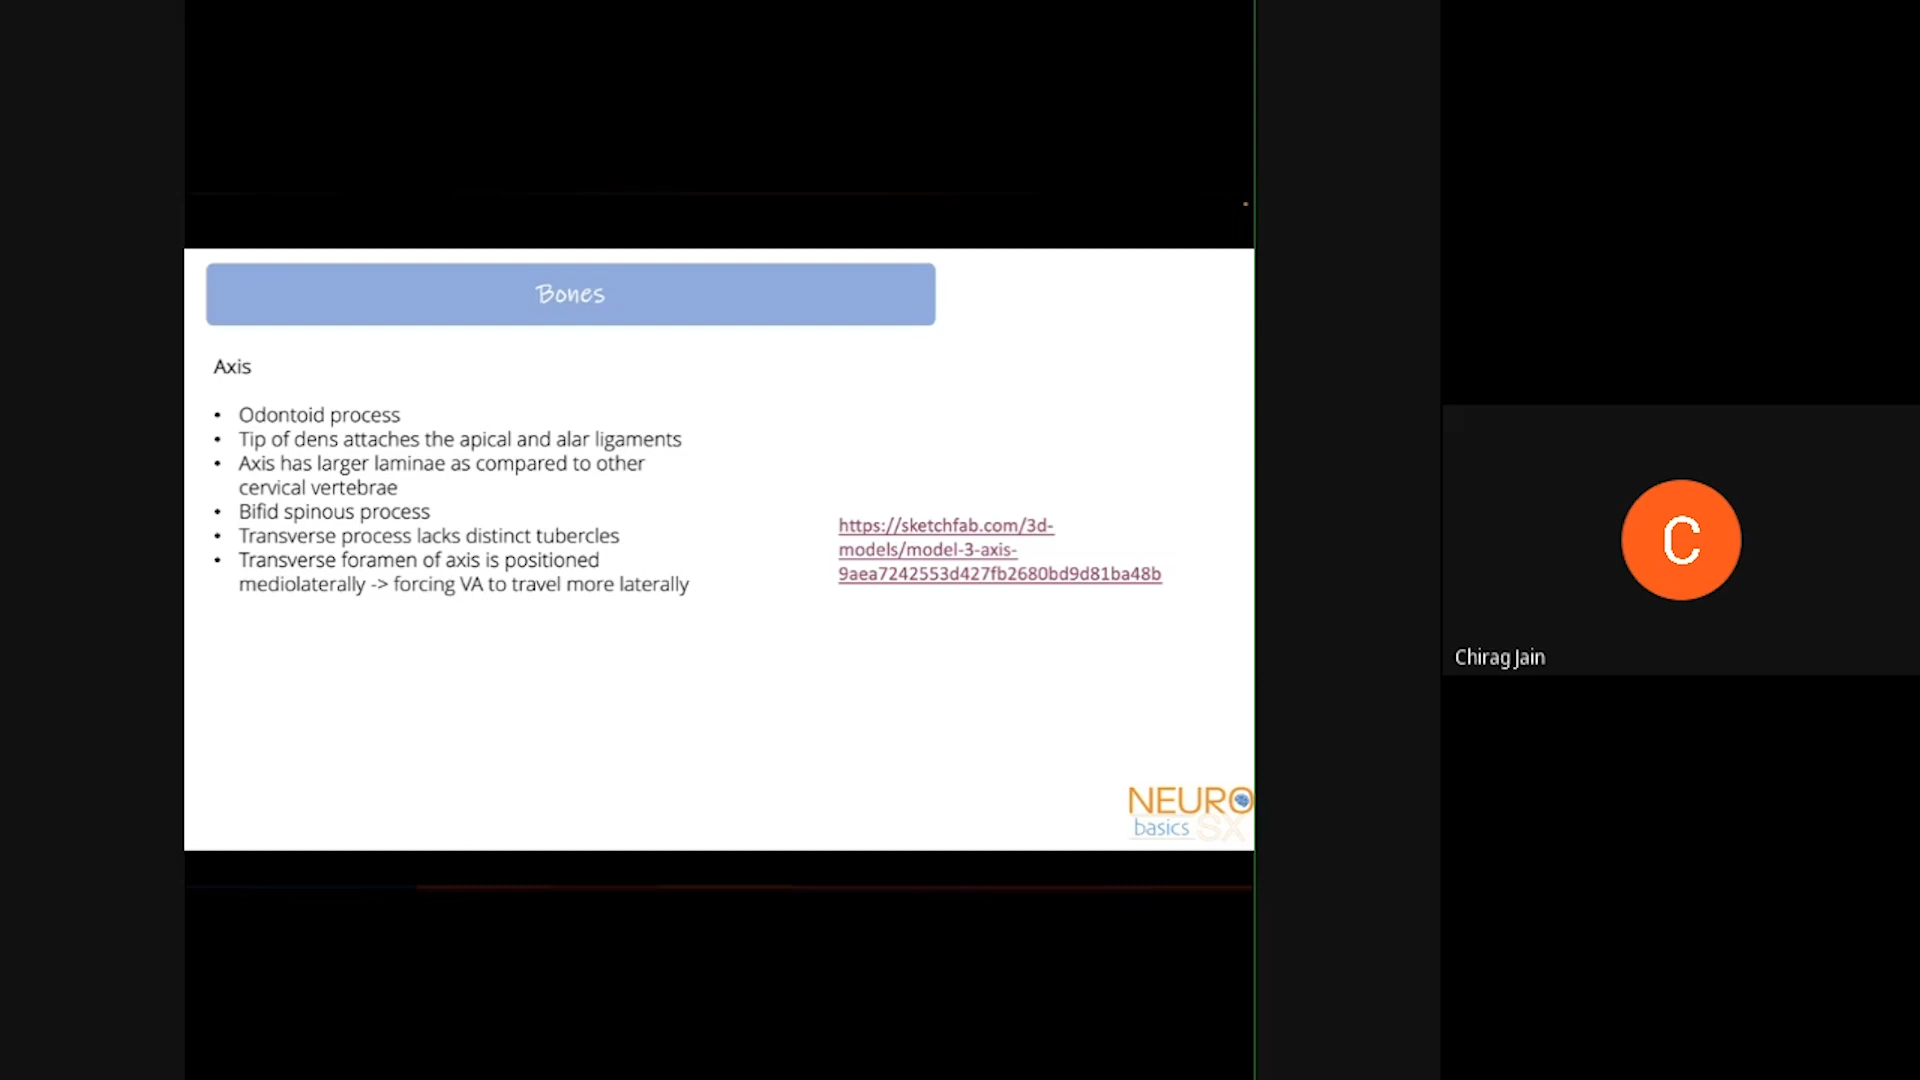 Bones
Axis
• Odontoid process
• Tip of dens attaches the apical and alar ligaments
• Axis has larger laminae as compared to other
cervical vertebrae
• Bifid spinous process
• Transverse process lacks distinct tubercles
• Transverse foramen of axis is positioned
mediolaterally -> forcing VA to travel more laterally
https://sketchfab.com/3d-
models/model-3-axis-
9aea7242553d427fb2680bd9d81ba48b
NEURO
basics SX
C
Chirag Jain